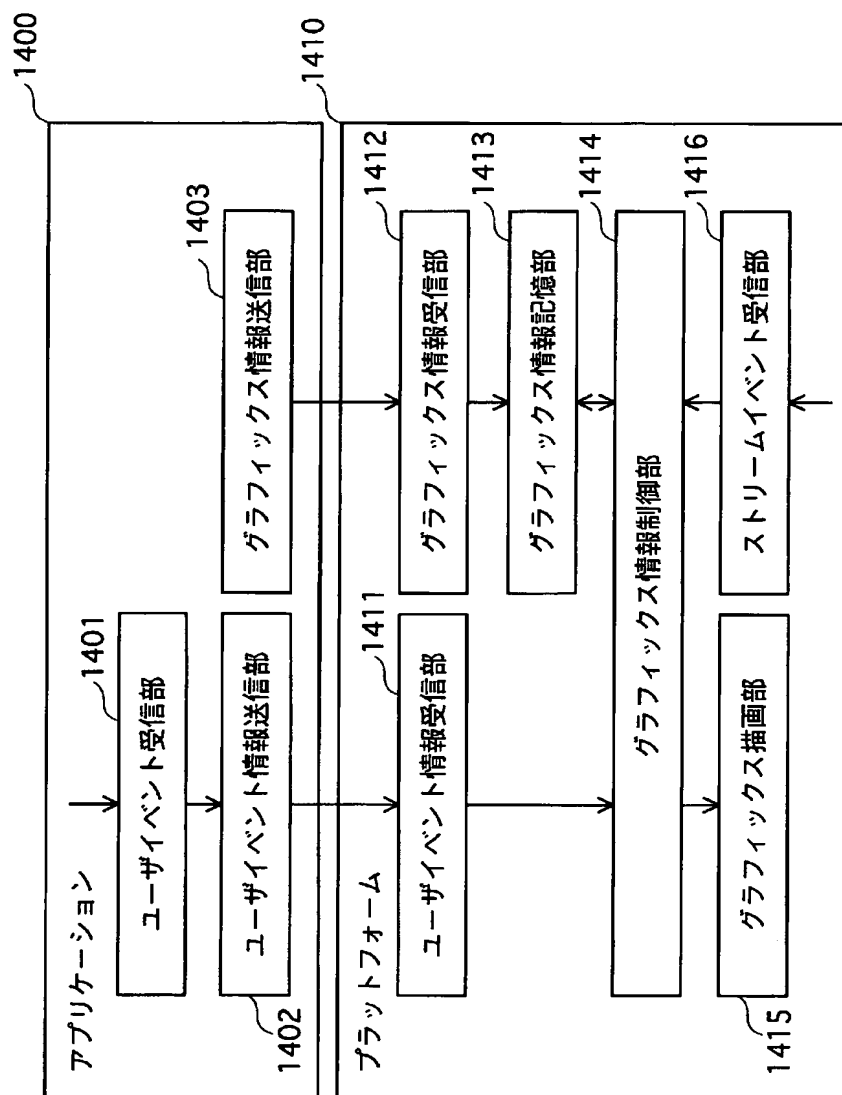 1400
アプリケーション
1401
ユーザイベント受信部
1403
ユーザイベント情報送信部
グラフィックス情報送信部
1402
1410
プラットフォーム
1411
1412
ユーザイベント情報受信部
グラフィックス情報受信部
1413
グラフィックス情報記憶部
1414
グラフィックス情報制御部
1416
グラフィックス描画部
ストリームイベント受信部
1415